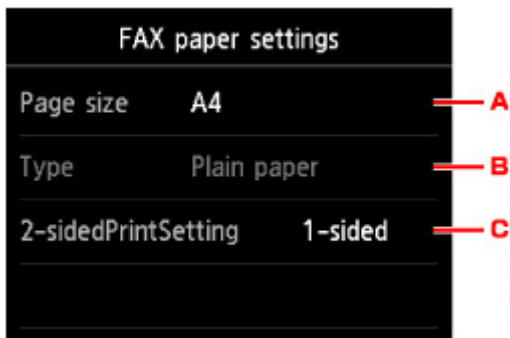 FAX paper settings
Page size A4 A
Type Plain paper B
2-sidedPrintSetting 1-sided C